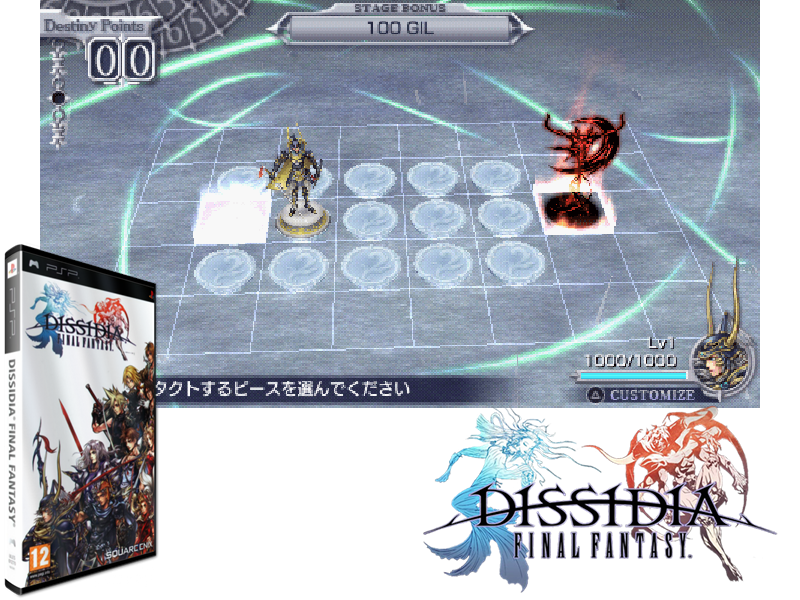 STAGE BONUS
100 GIL
Destiny Points
00
Lv1
1000/1000
CUSTOMIZE
タクトするピースを選んでください
PSP
DISSIDIA
FINAL FANTASY
PSP
DISSIDIA FINAL FANTASY
12
SQUARE ENIX
DISSIDIA
FINAL FANTASY